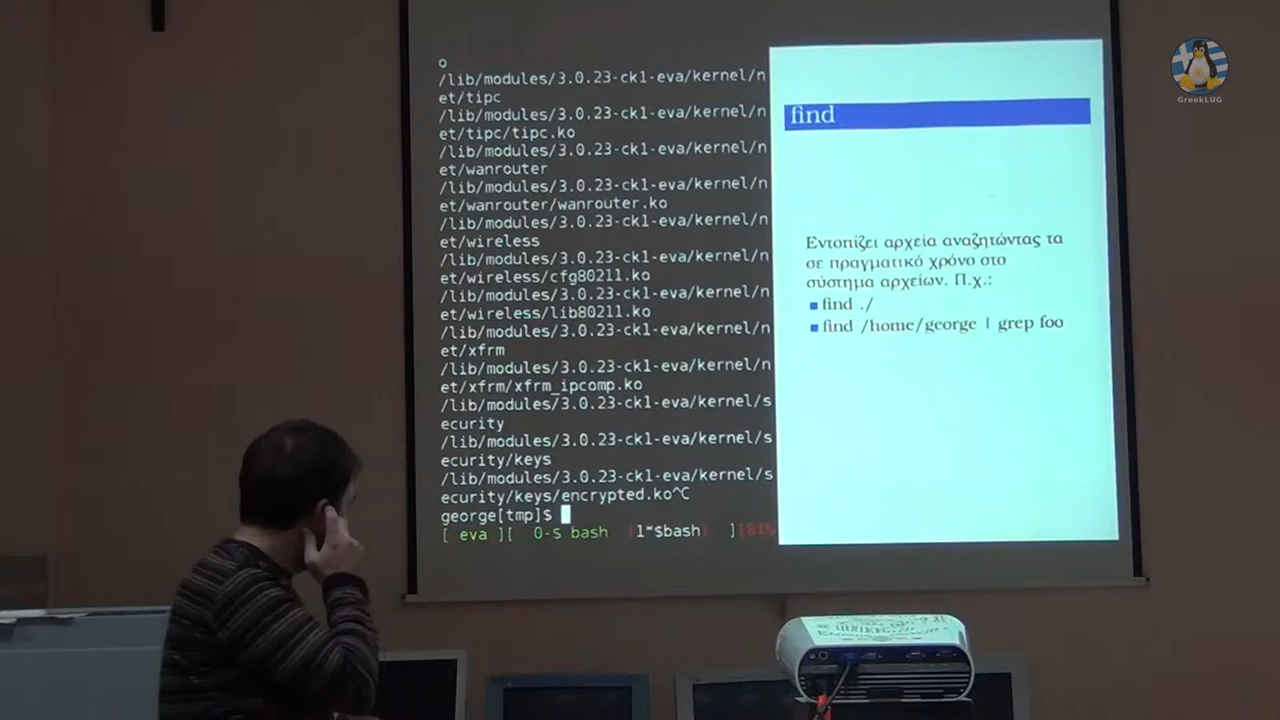 o
/lib/modules/3.0.23-ck1-eva/kernel/n
et/tipc
/lib/modules/3.0.23-ck1-eva/kernel/n
et/tipc/tipc.ko
/lib/modules/3.0.23-ck1-eva/kernel/n
et/wanrouter
/lib/modules/3.0.23-ck1-eva/kernel/n
et/wanrouter/wanrouter.ko
/lib/modules/3.0.23-ck1-eva/kernel/n
et/wireless
/lib/modules/3.0.23-ck1-eva/kernel/n
et/wireless/cfg80211.ko
/lib/modules/3.0.23-ck1-eva/kernel/n
et/wireless/lib80211.ko
/lib/modules/3.0.23-ck1-eva/kernel/n
et/xfrm
/lib/modules/3.0.23-ck1-eva/kernel/n
et/xfrm/xfrm_ipcomp.ko
/lib/modules/3.0.23-ck1-eva/kernel/s
ecurity
/lib/modules/3.0.23-ck1-eva/kernel/s
ecurity/keys
/lib/modules/3.0.23-ck1-eva/kernel/s
ecurity/keys/encrypted.ko^C
george[tmp]$
[ eva ][ 0-$ bash (1*$bash) ][
find
Εντοπίζει αρχεία αναζητώντας τα
σε πραγματικό χρόνο στο
σύστημα αρχείων. Π.χ.:
find ./
find /home/george | grep foo
GreekLUG